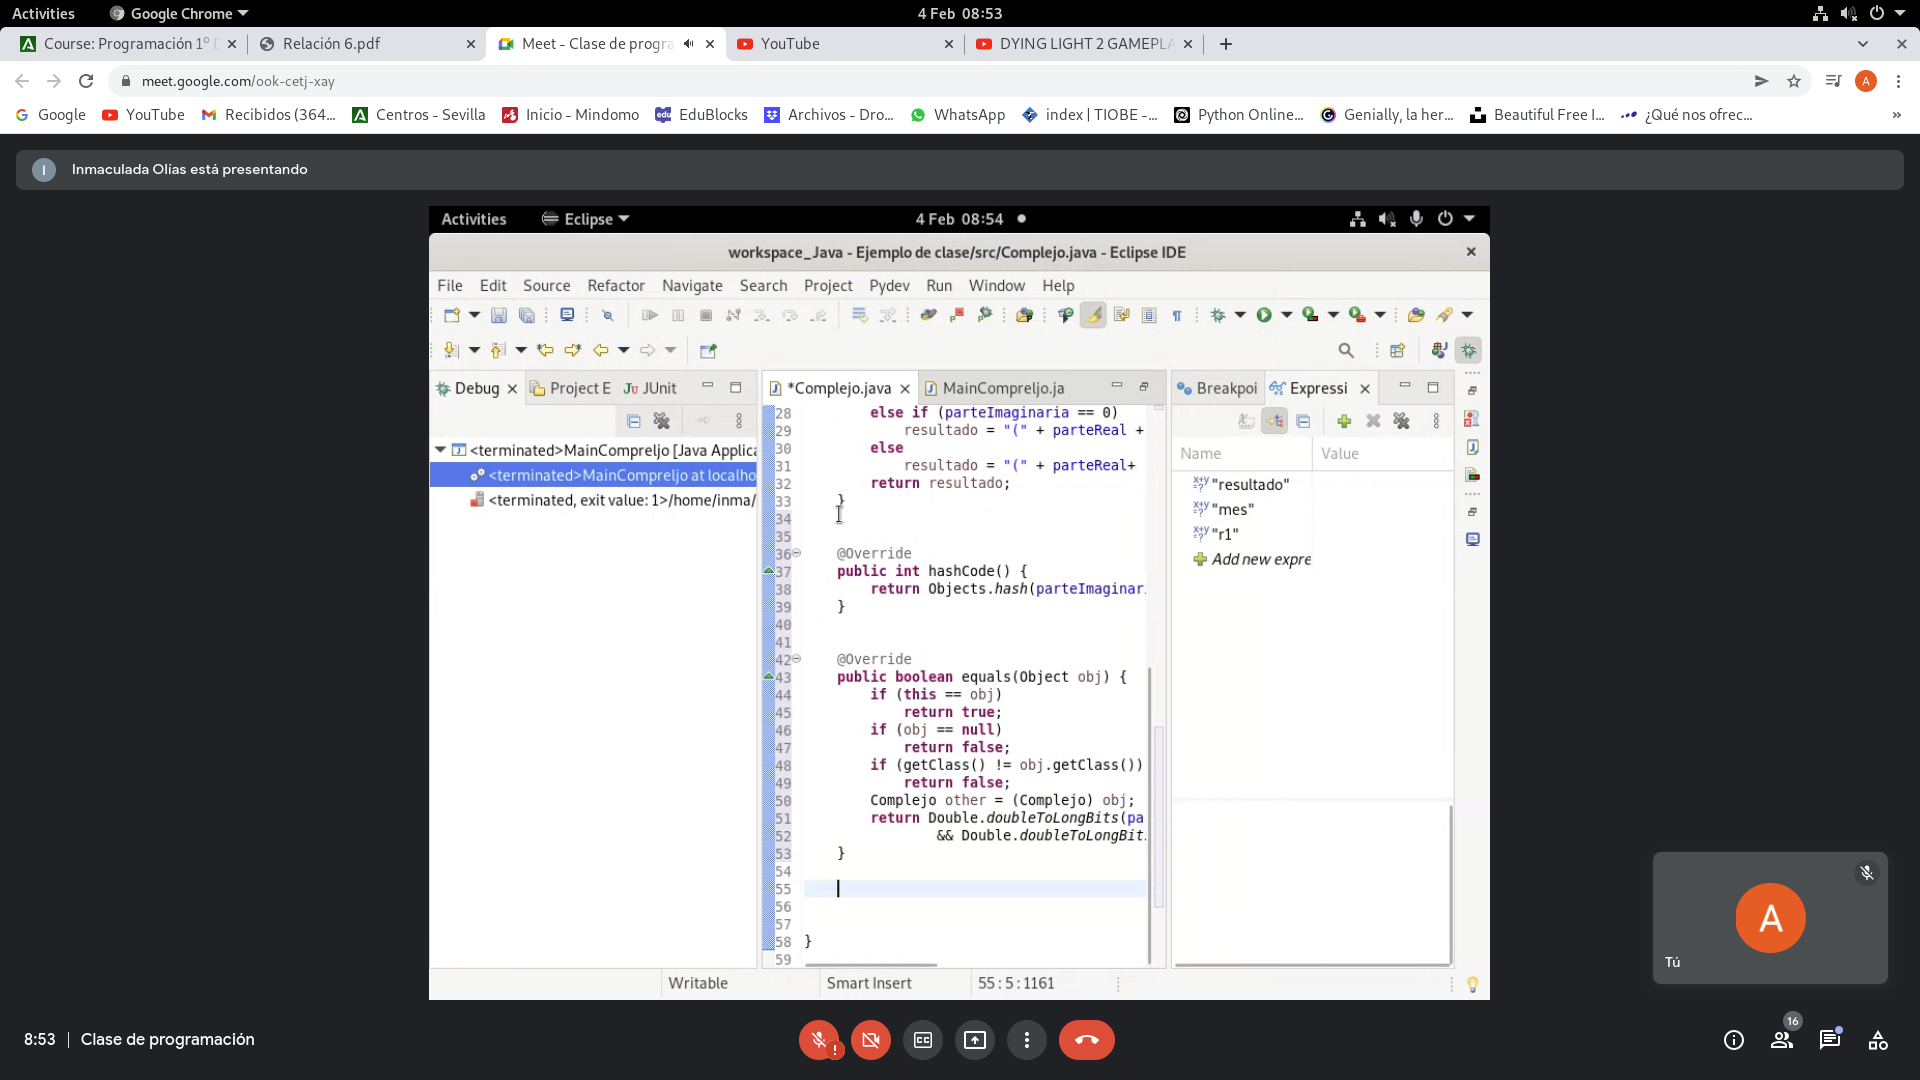 Activities
Google Chrome
4 Feb 08:53
Course: Programación 1º D
Relación 6.pdf
Meet - Clase de progra
YouTube
DYING LIGHT 2 GAMEPLA
meet.google.com/ook-cetj-xay
A
Google
YouTube
Recibidos (364...
Centros - Sevilla
Inicio - Mindomo
EduBlocks
Archivos - Dro...
WhatsApp
index | TIOBE -...
Python Online...
Genially, la her...
Beautiful Free I...
¿Qué nos ofrec...
I
Inmaculada Olías está presentando
Activities
Eclipse
4 Feb 08:54
workspace_Java - Ejemplo de clase/src/Complejo.java - Eclipse IDE
File Edit Source Refactor Navigate Search Project Pydev Run Window Help
Debug
Project E
JUnit
*Complejo.java
MainCompreljo.ja
Breakpoi
Expressi
<terminated>MainCompreljo [Java Applica
<terminated>MainCompreljo at localho
<terminated, exit value: 1>/home/inma/
28 else if (parteImaginaria == 0)
29 resultado = "(" + parteReal +
30 else
31 resultado = "(" + parteReal+
32 return resultado;
33 }
34
35
36 @Override
37 public int hashCode() {
38 return Objects.hash(parteImaginar
39 }
40
41
42 @Override
43 public boolean equals(Object obj) {
44 if (this == obj)
45 return true;
46 if (obj == null)
47 return false;
48 if (getClass() != obj.getClass())
49 return false;
50 Complejo other = (Complejo) obj;
51 return Double.doubleToLongBits(pa
52 && Double.doubleToLongBit
53 }
54
55
56
57
58 }
59
Name
Value
"resultado"
"mes"
"r1"
Add new expre
Writable
Smart Insert
55 : 5 : 1161
A
Tú
8:53
Clase de programación
CC
16